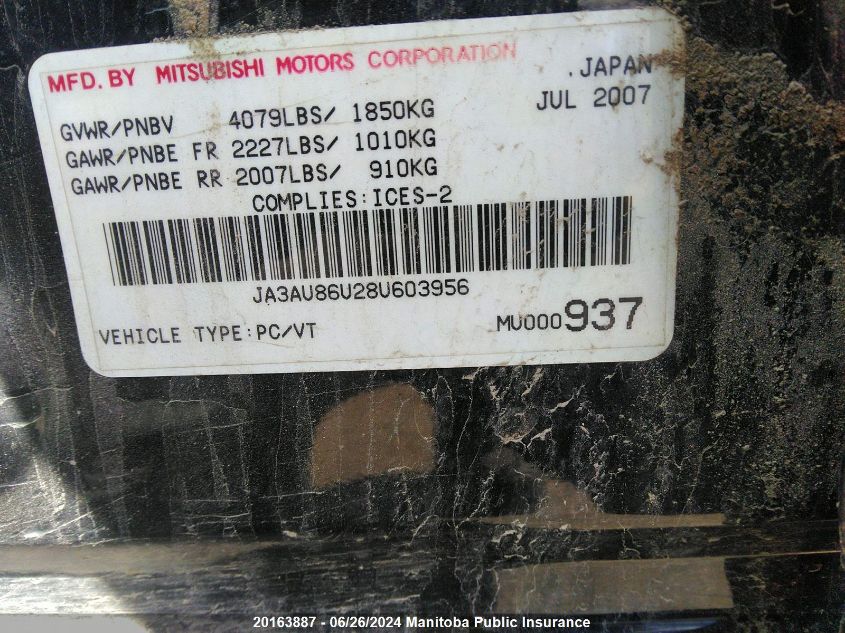 MFD. BY MITSUBISHI MOTORS CORPORATION .JAPAN
JUL 2007
GVWR/PNBV 4079LBS/ 1850KG
GAWR/PNBE FR 2227LBS/ 1010KG
GAWR/PNBE RR 2007LBS/ 910KG
COMPLIES:ICES-2
JA3AU86U28U603956
VEHICLE TYPE:PC/VT MU000937
20163887 - 06/26/2024 Manitoba Public Insurance